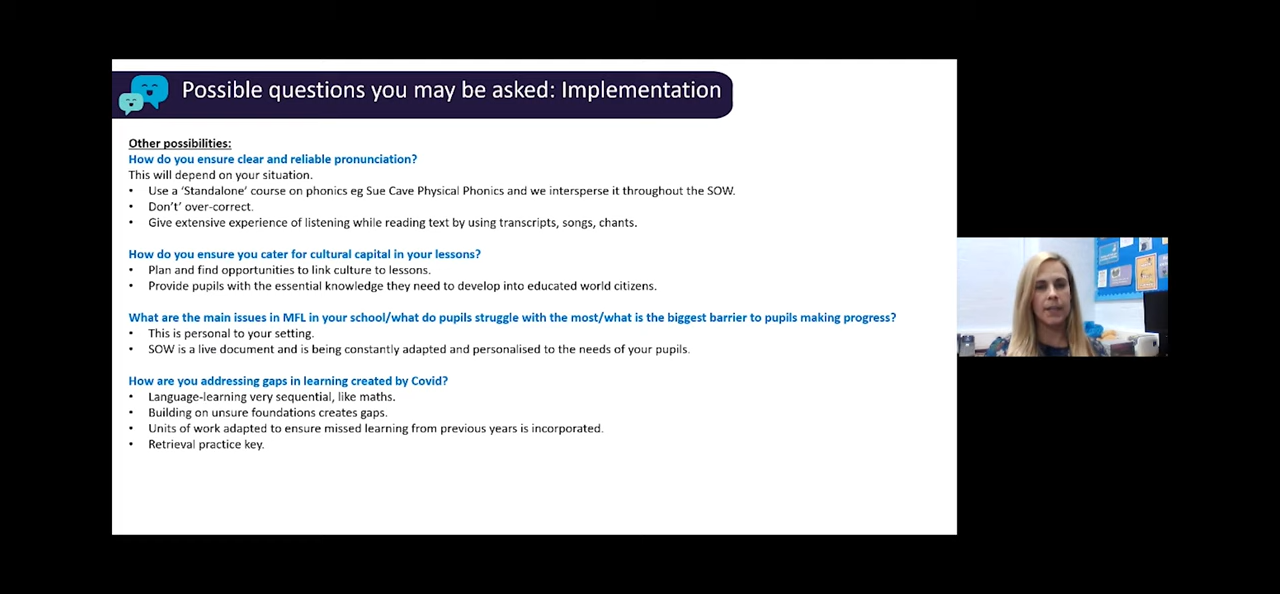 Possible questions you may be asked: Implementation
Other possibilities:
How do you ensure clear and reliable pronunciation?
This will depend on your situation.
• Use a ‘Standalone’ course on phonics eg Sue Cave Physical Phonics and we intersperse it throughout the SOW.
• Don’t’ over-correct.
• Give extensive experience of listening while reading text by using transcripts, songs, chants.
How do you ensure you cater for cultural capital in your lessons?
• Plan and find opportunities to link culture to lessons.
• Provide pupils with the essential knowledge they need to develop into educated world citizens.
What are the main issues in MFL in your school/what do pupils struggle with the most/what is the biggest barrier to pupils making progress?
• This is personal to your setting.
• SOW is a live document and is being constantly adapted and personalised to the needs of your pupils.
How are you addressing gaps in learning created by Covid?
• Language-learning very sequential, like maths.
• Building on unsure foundations creates gaps.
• Units of work adapted to ensure missed learning from previous years is incorporated.
• Retrieval practice key.